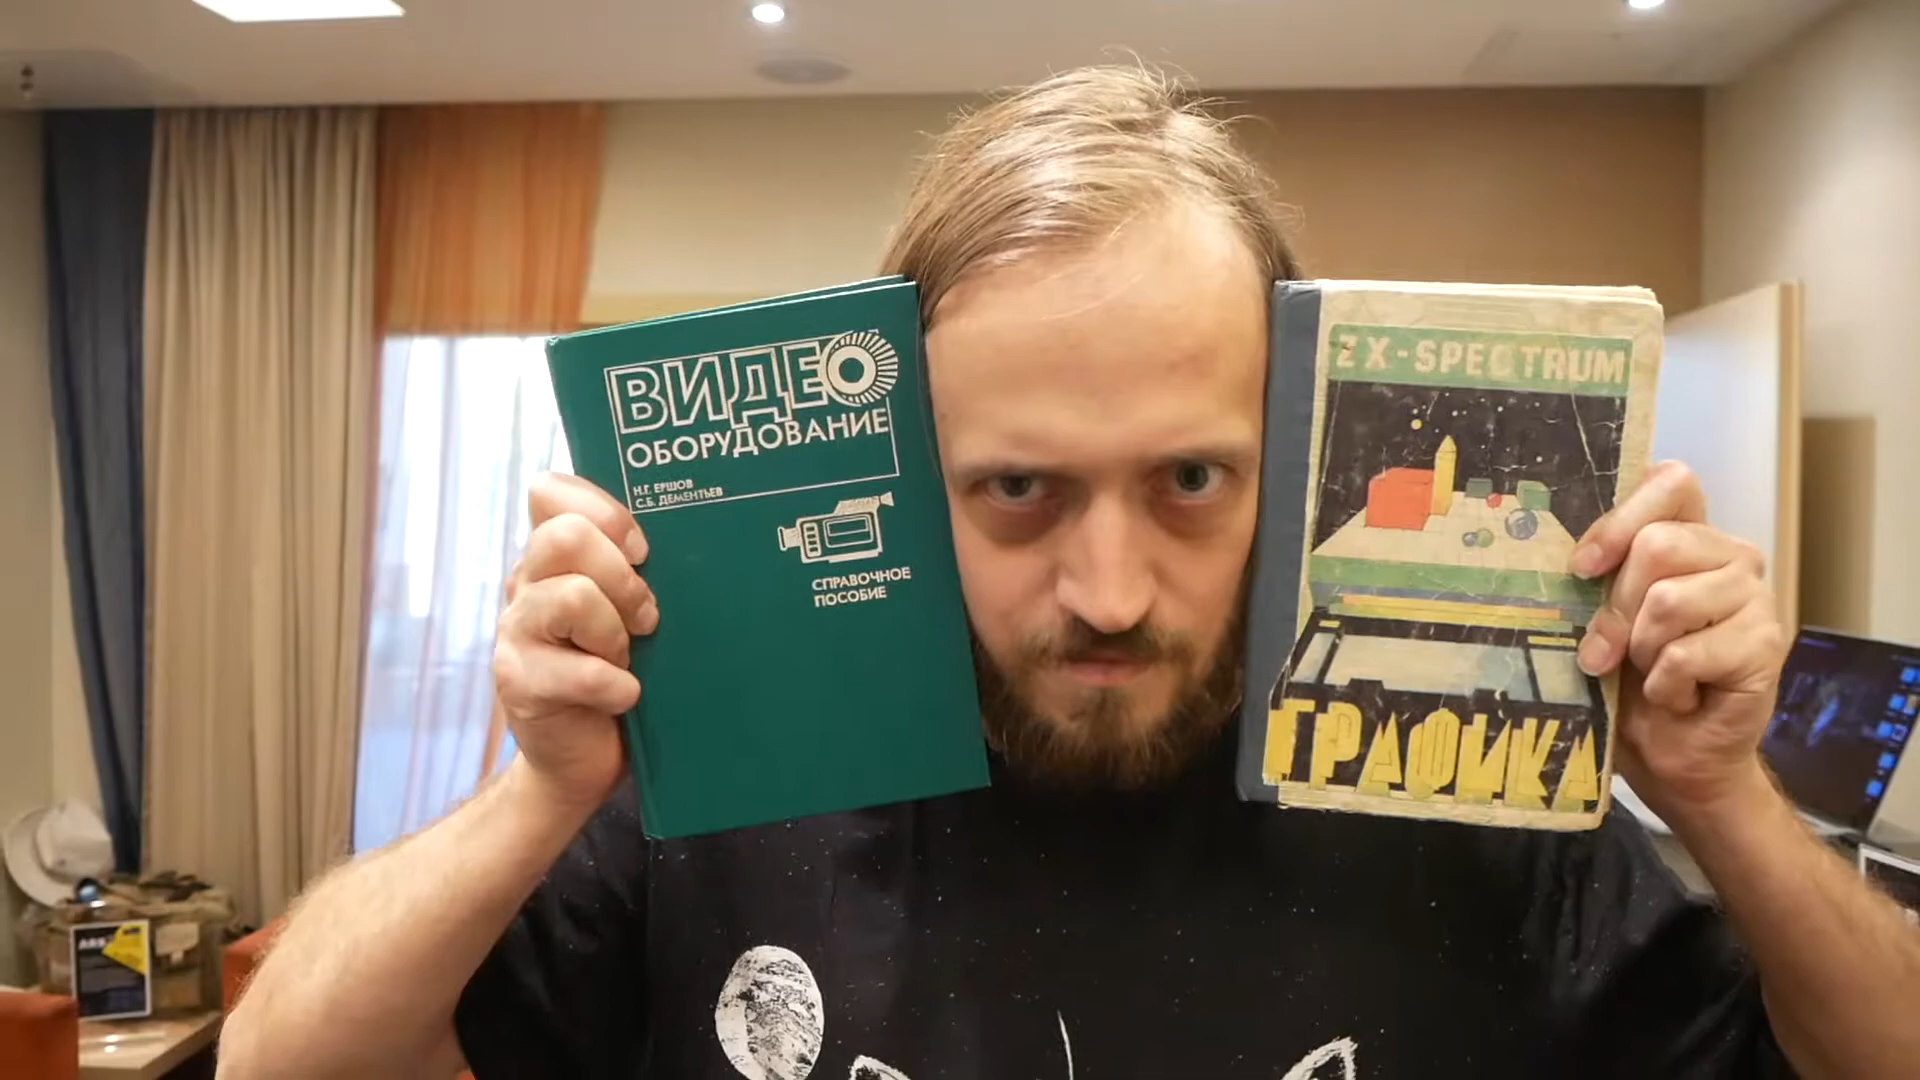 ВИДЕО
ОБОРУДОВАНИЕ
Н.Г. ЕРШОВ
С.Б. ДЕМЕНТЬЕВ
СПРАВОЧНОЕ
ПОСОБИЕ
ZX-SPECTRUM
ГРАФИКА